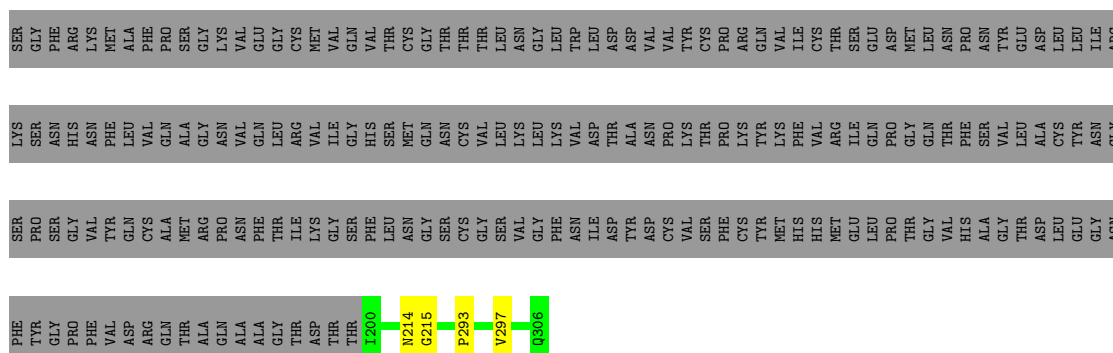 SER GLY PHE ARG LYS MET ALA PHE PRO SER GLY LYS VAL GLU GLY CYS MET VAL GLN VAL THR CYS GLY THR THR THR LEU ASN GLY LEU TRP LEU ASP ASP VAL VAL TYR CYS PRO ARG GLN VAL ILE CYS THR SER GLU ASP MET LEU ASN PRO ASN TYR GLU ASP LEU LEU ILE ARG
LYS SER ASN HIS ASN PHE LEU VAL GLN ALA GLY ASN VAL GLN LEU ARG VAL ILE GLY HIS SER MET GLN ASN CYS VAL LEU LYS LEU LYS VAL ASP THR ALA ASN PRO LYS THR PRO LYS TYR LYS PHE VAL ARG ILE GLN PRO GLY GLN THR PHE SER VAL LEU ALA CYS TYR ASN GLY
SER PRO SER GLY VAL TYR GLN CYS ALA MET ARG PRO ASN PHE THR ILE LYS GLY SER PHE LEU ASN GLY SER CYS GLY SER VAL GLY PHE ASN ILE ASP TYR ASP CYS VAL SER PHE CYS TYR MET HIS HIS MET GLU LEU PRO THR GLY VAL HIS ALA GLY THR ASP LEU GLU GLY ASN
PHE TYR GLY PRO PHE VAL ASP ARG GLN THR ALA GLN ALA ALA GLY THR ASP THR THR I200 N214 G215 P293 V297 Q306